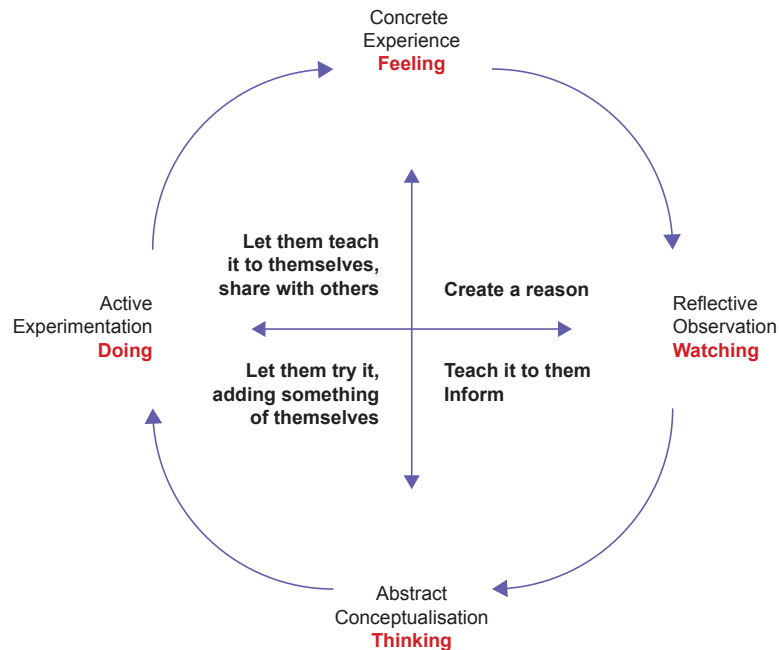 Concrete
Experience
Feeling
Let them teach
it to themselves,
share with others
Create a reason
Active
Experimentation
Doing
Reflective
Observation
Watching
Let them try it,
adding something
of themselves
Teach it to them
Inform
Abstract
Conceptualisation
Thinking